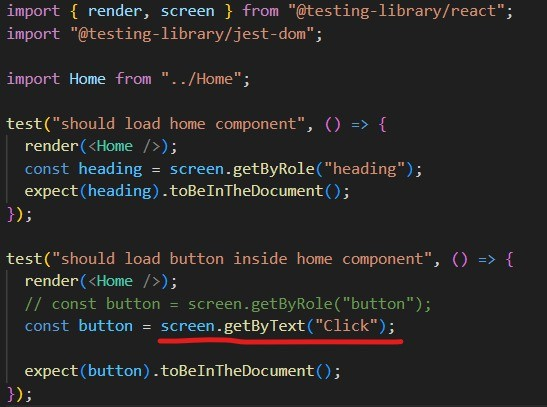 import { render, screen } from "@testing-library/react";
import "@testing-library/jest-dom";
import Home from "../Home";
test("should load home component", () => {
render(<Home />);
const heading = screen.getByRole("heading");
expect(heading).toBeInTheDocument();
});
test("should load button inside home component", () => {
render(<Home />);
// const button = screen.getByRole("button");
const button = screen.getByText("Click");
expect(button).toBeInTheDocument();
});